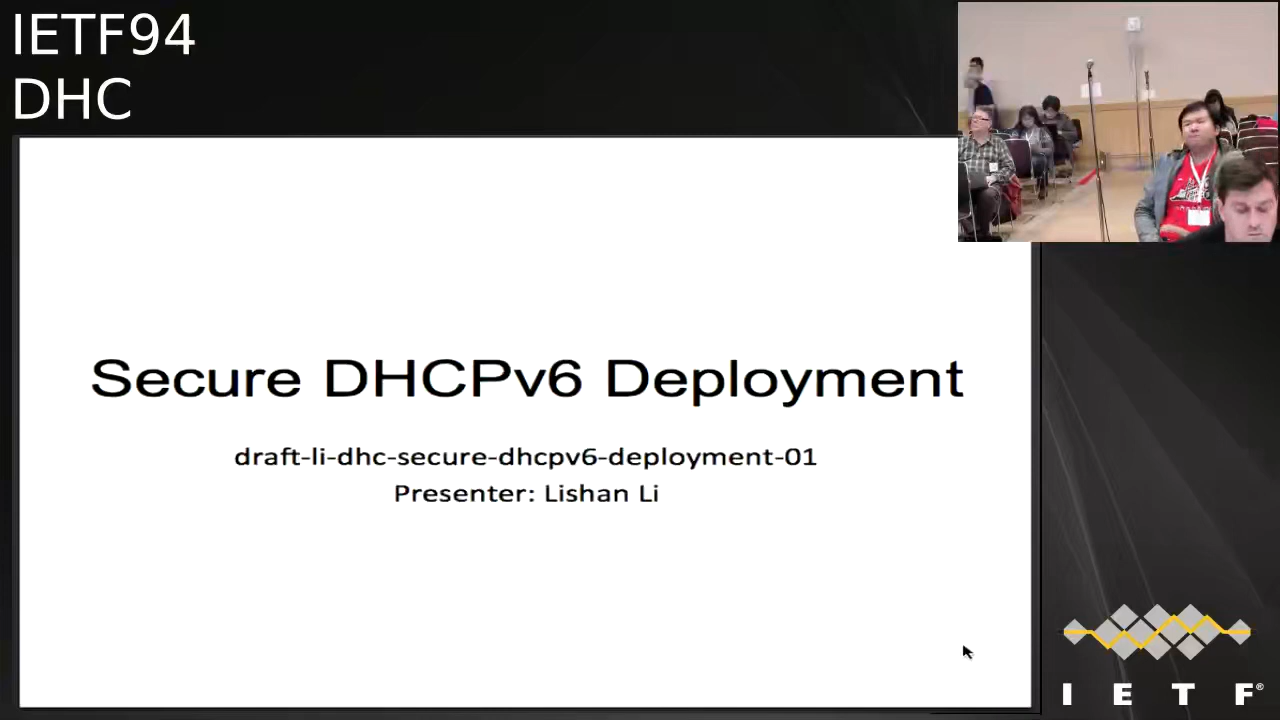 IETF94
DHC
Secure DHCPv6 Deployment
draft-li-dhc-secure-dhcpv6-deployment-01
Presenter: Lishan Li
I E T F®